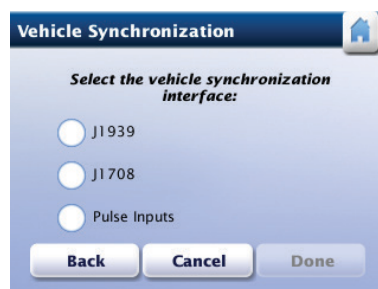 Vehicle Synchronization
Select the vehicle synchronization
interface:
J1939
J1708
Pulse Inputs
Back Cancel Done